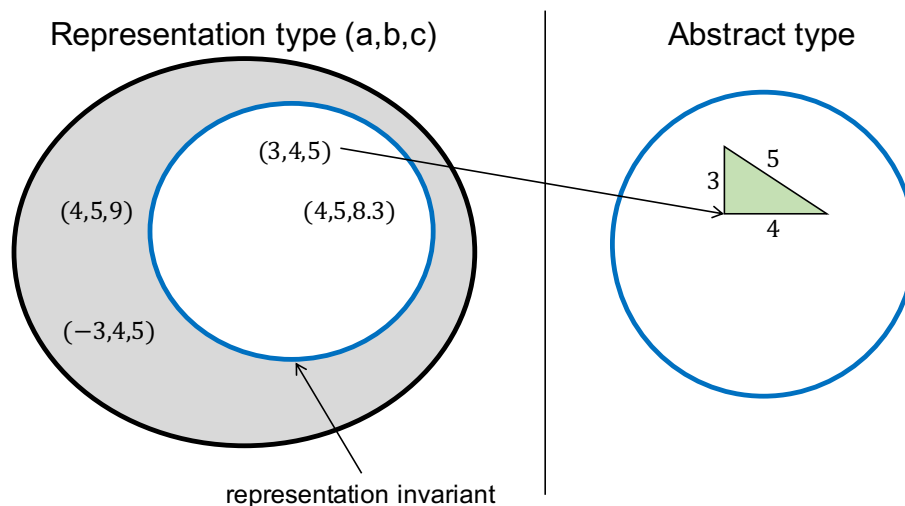 Representation type (a,b,c)
Abstract type
(3,4,5)
(4,5,9)
(4,5,8.3)
(−3,4,5)
representation invariant
5
3
4